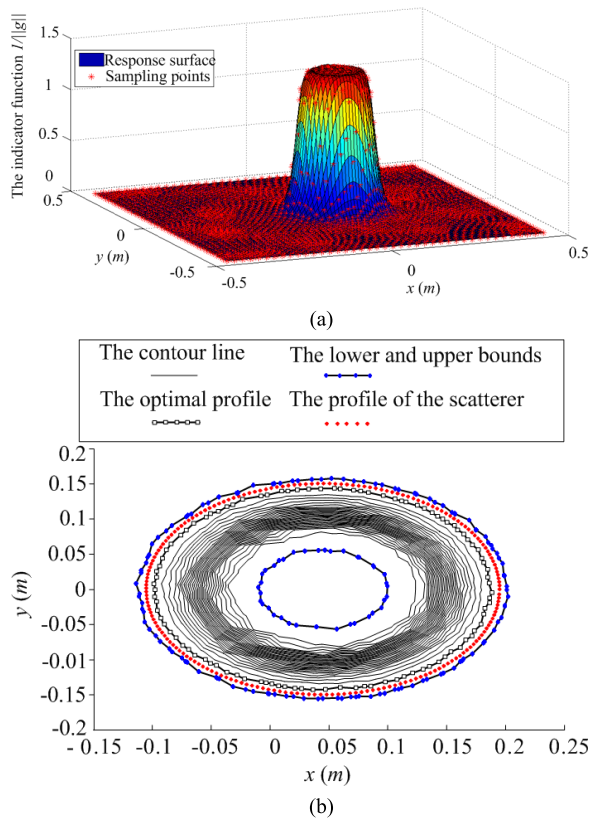 1.5
1
0.5
0
The indicator function 1/||g||
Response surface
Sampling points
0.5
0
-0.5
y (m)
-0.5
0
0.5
x (m)
(a)
The contour line
The lower and upper bounds
The optimal profile
The profile of the scatterer
0.2
0.15
0.1
0.05
0
-0.05
-0.01
-0.15
-0.2
y (m)
- 0.15
-0.1
-0.05
0
0.05
0.1
0.15
0.2
0.25
x (m)
(b)